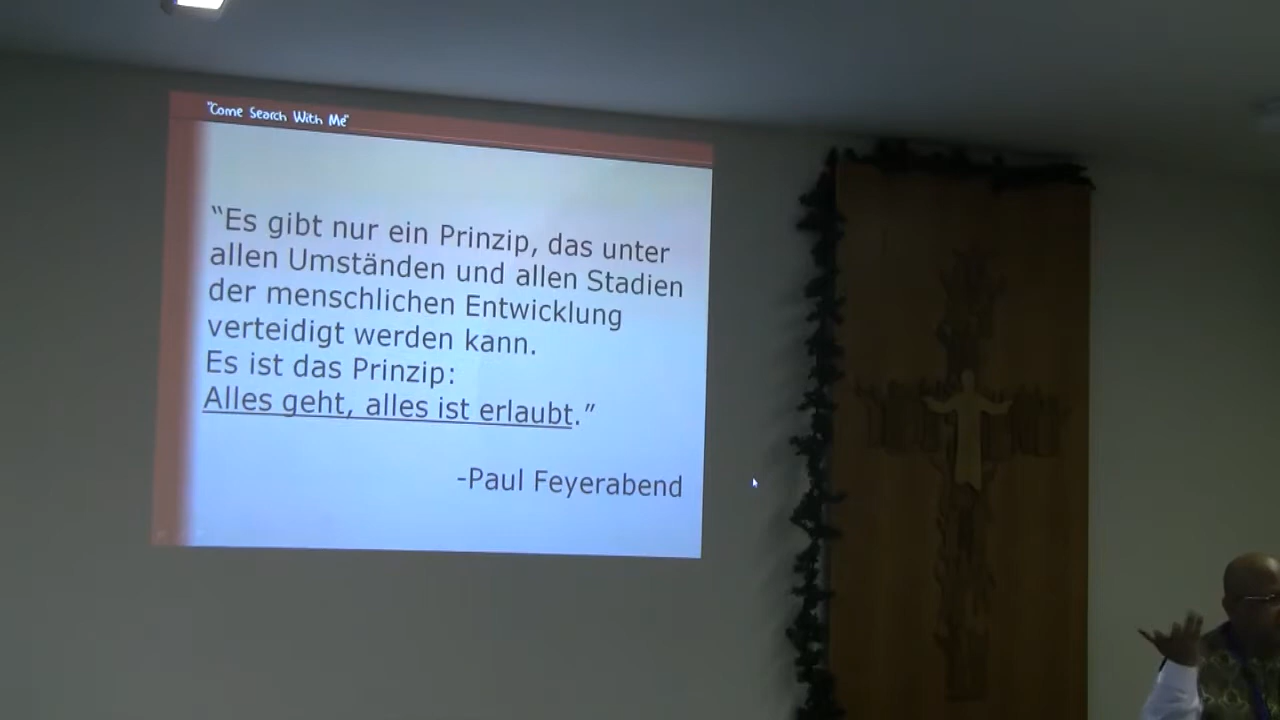 "Come Search With Me"
“Es gibt nur ein Prinzip, das unter
allen Umständen und allen Stadien
der menschlichen Entwicklung
verteidigt werden kann.
Es ist das Prinzip:
Alles geht, alles ist erlaubt.”
-Paul Feyerabend